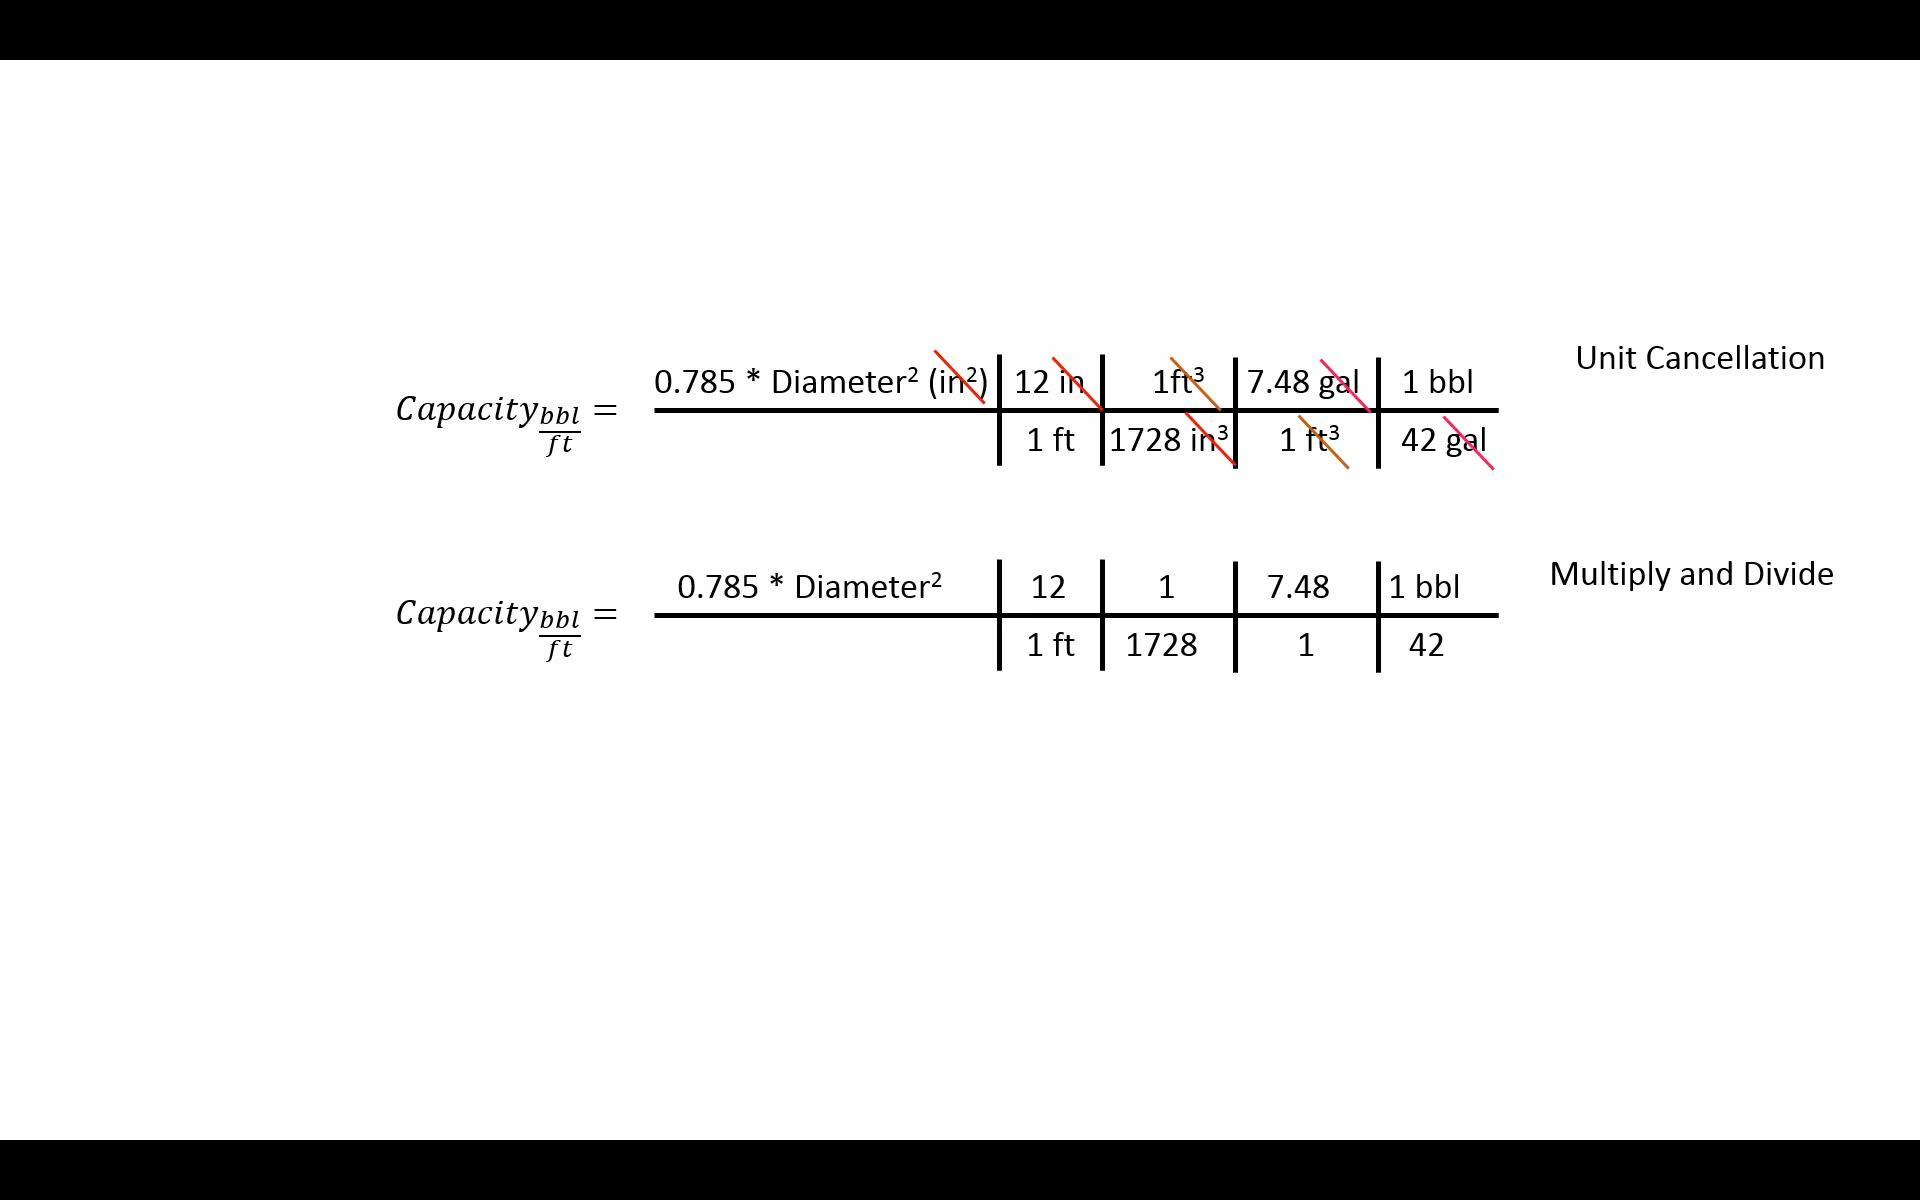 Unit Cancellation
0.785 * Diameter² (in²) 12 in 1ft³ 7.48 gal 1 bbl
Capacity bbl/ft =
1 ft 1728 in³ 1 ft³ 42 gal
Multiply and Divide
0.785 * Diameter² 12 1 7.48 1 bbl
Capacity bbl/ft =
1 ft 1728 1 42